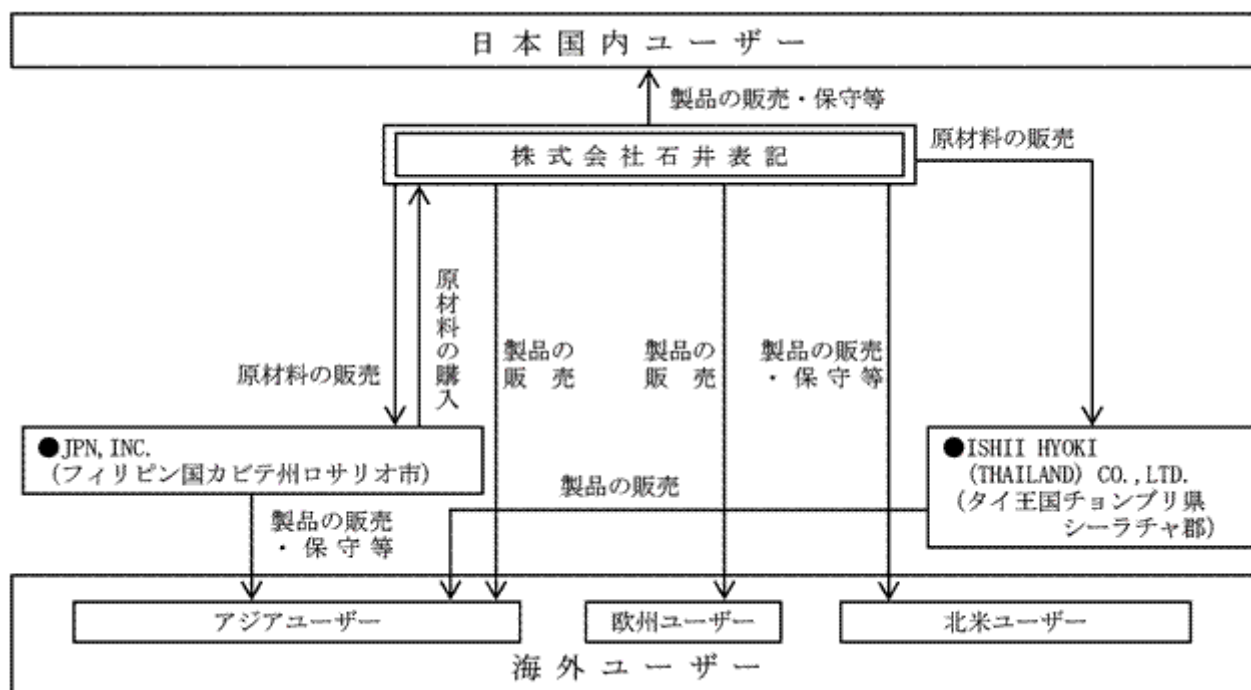 日本国内ユーザー
製品の販売・保守等
株式会社石井表記
原材料の販売
原材料の購入
原材料の販売
製品の
販売
製品の
販売
製品の販売
・保守等
●JPN, INC.
(フィリピン国カビテ州ロサリオ市)
●ISHII HYOKI
(THAILAND) CO.,LTD.
(タイ王国チョンブリ県
シーラチャ郡)
製品の販売
製品の販売
・保守等
アジアユーザー
欧州ユーザー
北米ユーザー
海外ユーザー